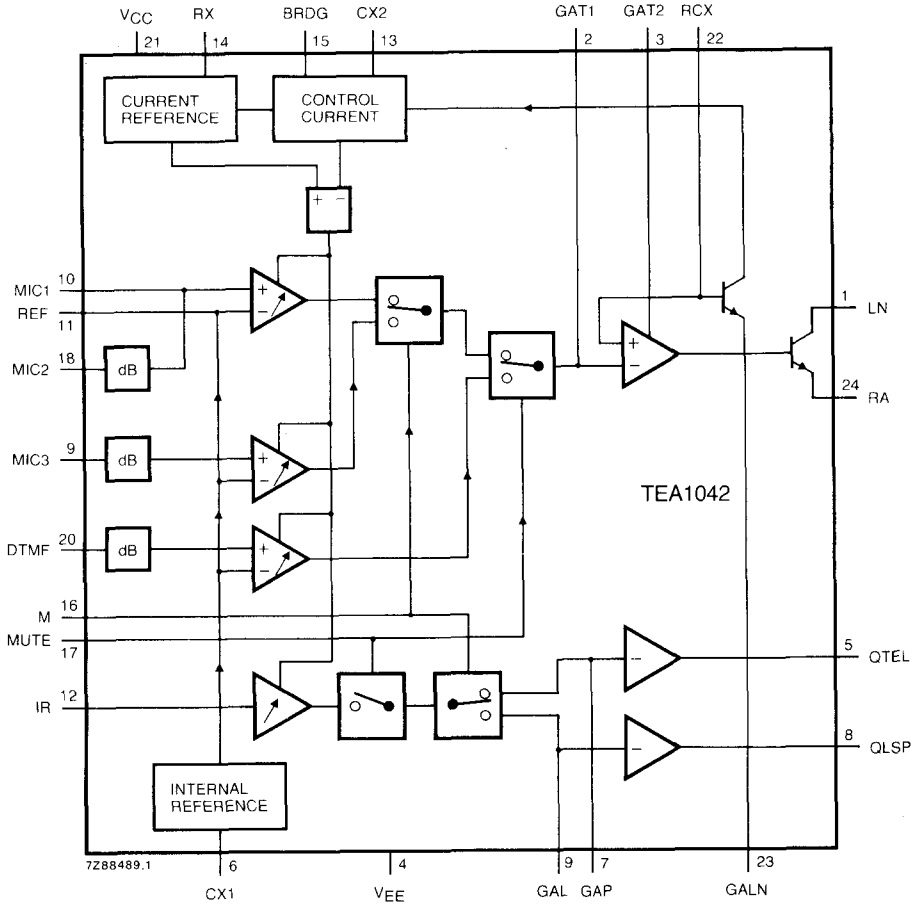 VCC RX BRDG CX2 GAT1 GAT2 RCX
21 14 15 13 2 3 22
CURRENT
REFERENCE
CONTROL
CURRENT
+ −
MIC1 10
+
−
REF
11
MIC2 18
dB
1 LN
+
−
24
RA
MIC3 9
dB
+
−
TEA1042
DTMF 20
dB
+
−
M 16
MUTE
17
−
5
QTEL
IR 12
−
8
QLSP
INTERNAL
REFERENCE
7Z88489.1
6 4 9 7 23
CX1 VEE GAL GAP GALN